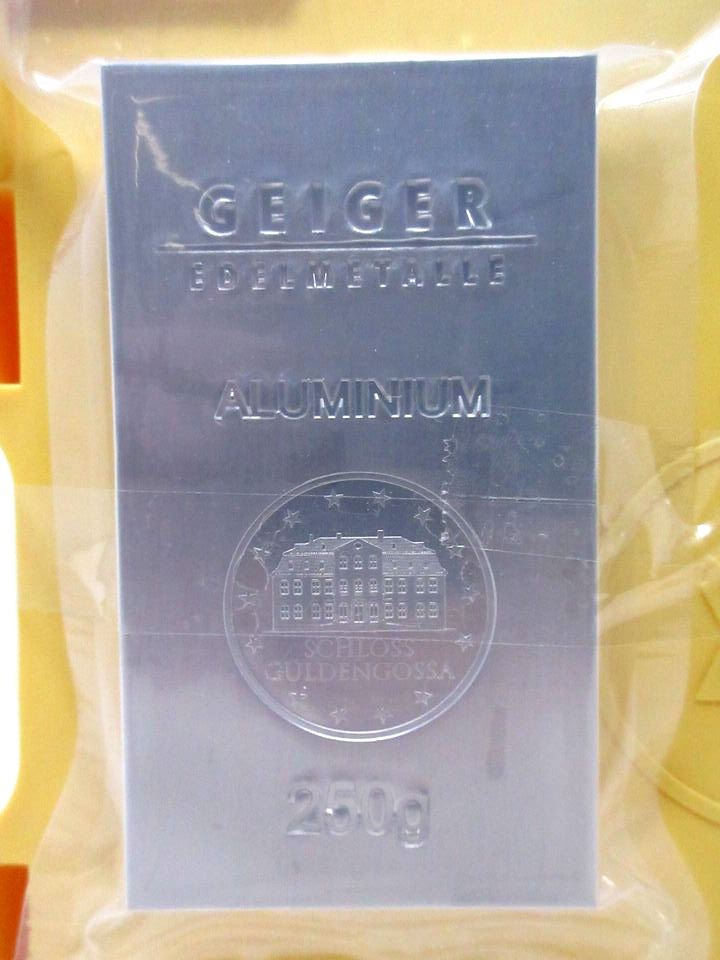 GEIGER
EDELMETALLE
ALUMINIUM
SCHLOSS
GÜLDENGOSSA
250g